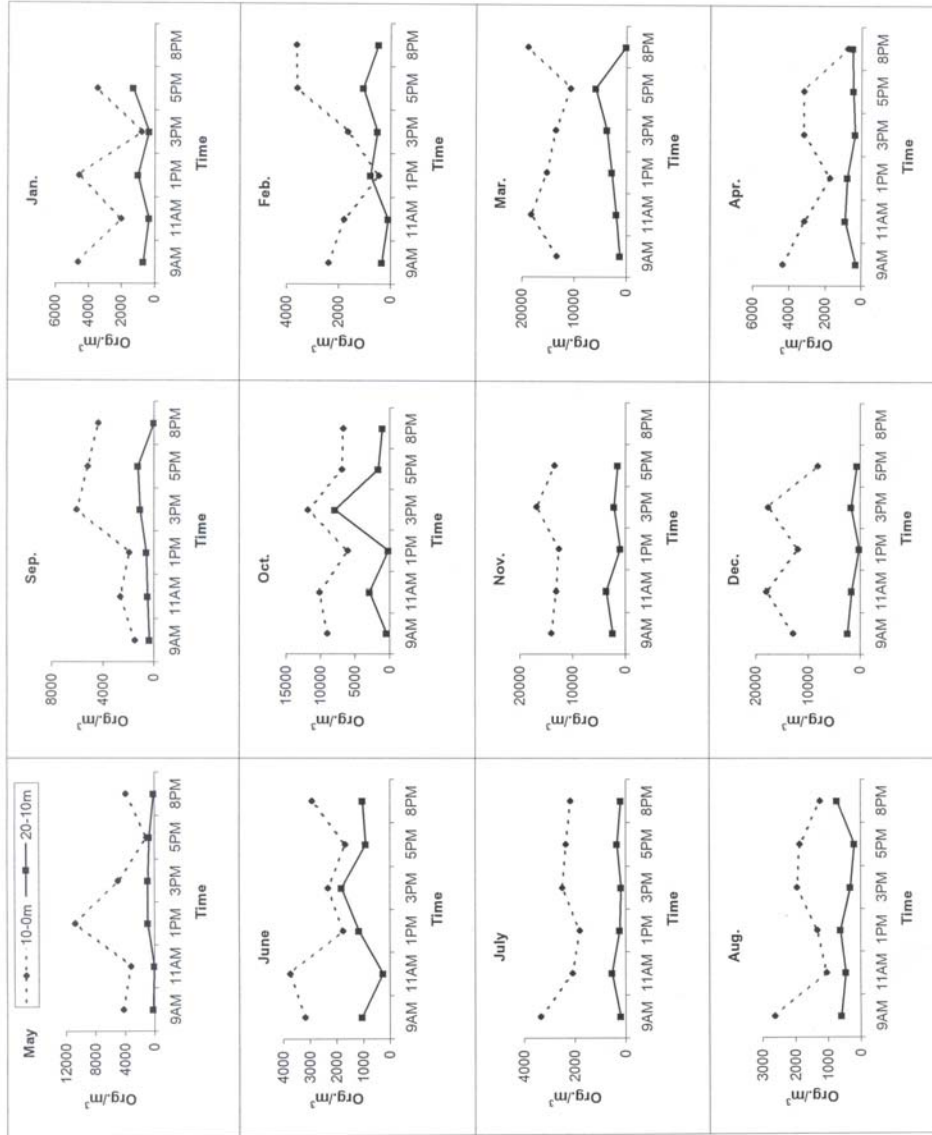 May
10-0m
20-10m
Org./m³
12000
8000
4000
0
9AM 11AM 1PM 3PM 5PM 8PM
Time
Sep.
Org./m³
8000
4000
0
9AM 11AM 1PM 3PM 5PM 8PM
Time
Jan.
Org./m³
6000
4000
2000
0
9AM 11AM 1PM 3PM 5PM 8PM
Time
June
Org./m³
4000
3000
2000
1000
0
9AM 11AM 1PM 3PM 5PM 8PM
Time
Oct.
Org./m³
15000
10000
5000
0
9AM 11AM 1PM 3PM 5PM 8PM
Time
Feb.
Org./m³
4000
2000
0
9AM 11AM 1PM 3PM 5PM 8PM
Time
July
Org./m³
4000
2000
0
9AM 11AM 1PM 3PM 5PM 8PM
Time
Nov.
Org./m³
20000
10000
0
9AM 11AM 1PM 3PM 5PM 8PM
Time
Mar.
Org./m³
20000
10000
0
9AM 11AM 1PM 3PM 5PM 8PM
Time
Aug.
Org./m³
3000
2000
1000
0
9AM 11AM 1PM 3PM 5PM 8PM
Time
Dec.
Org./m³
20000
10000
0
9AM 11AM 1PM 3PM 5PM 8PM
Time
Apr.
Org./m³
6000
4000
2000
0
9AM 11AM 1PM 3PM 5PM 8PM
Time